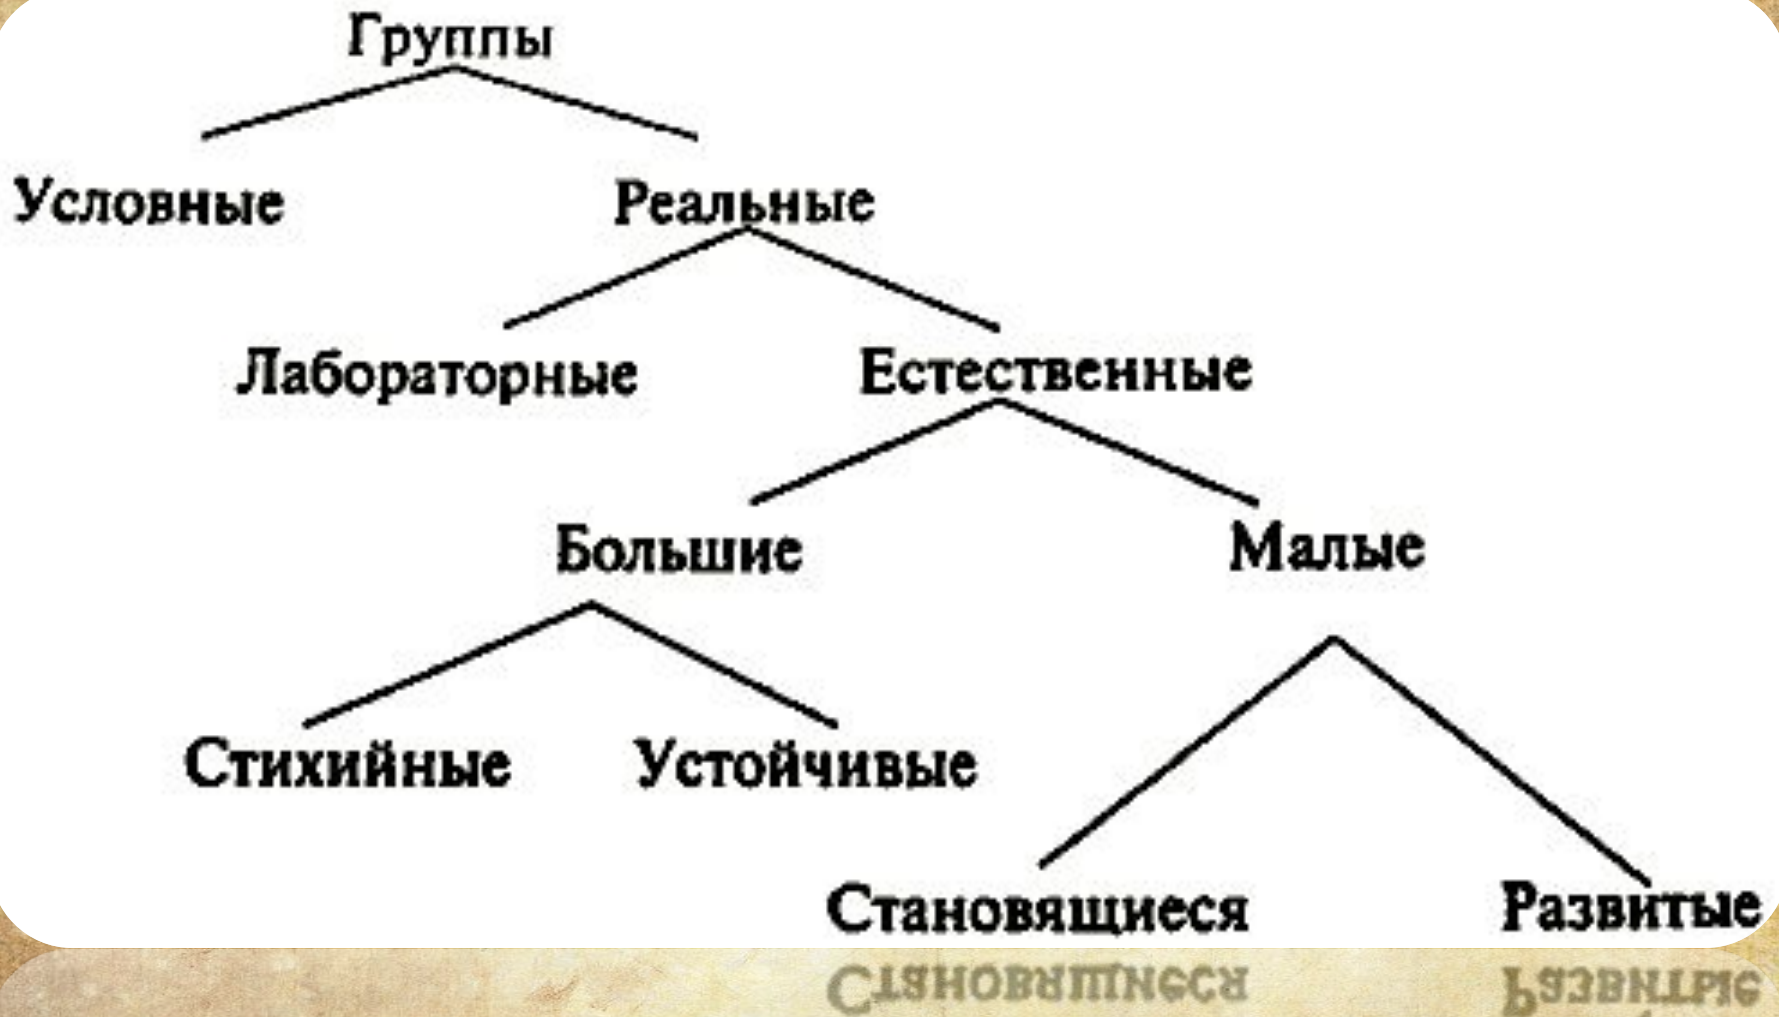 Группы
Условные Реальные
Лабораторные Естественные
Большие Малые
Стихийные Устойчивые
Становящиеся Развитые